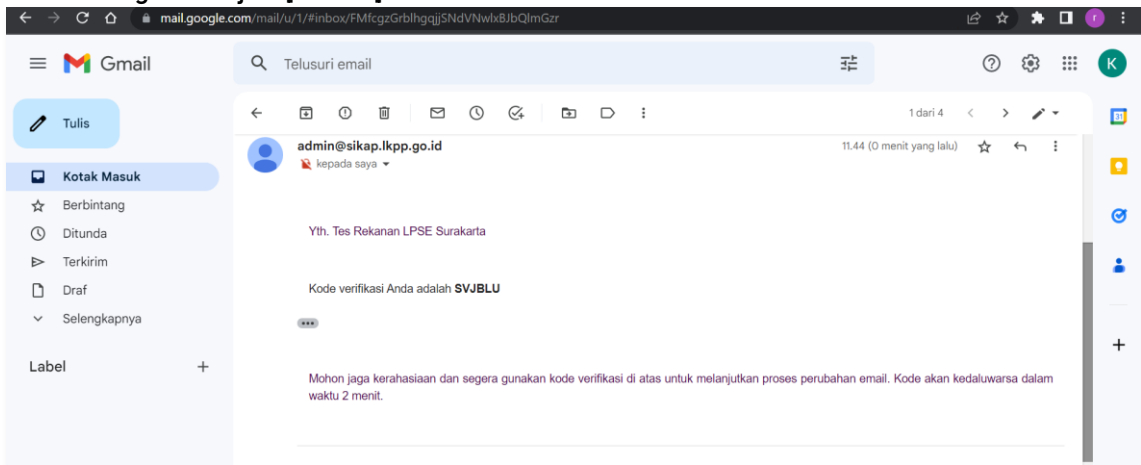 mail.google.com/mail/u/1/#inbox/FMfcgzGrblhgqjjSNdVNwlxBJbQlmGzr
Gmail
Telusuri email
K
Tulis
1 dari 4
31
admin@sikap.lkpp.go.id
11.44 (0 menit yang lalu)
kepada saya
Kotak Masuk
Berbintang
Ditunda
Terkirim
Draf
Selengkapnya
Label
Yth. Tes Rekanan LPSE Surakarta
Kode verifikasi Anda adalah SVJBLU
Mohon jaga kerahasiaan dan segera gunakan kode verifikasi di atas untuk melanjutkan proses perubahan email. Kode akan kedaluwarsa dalam
waktu 2 menit.